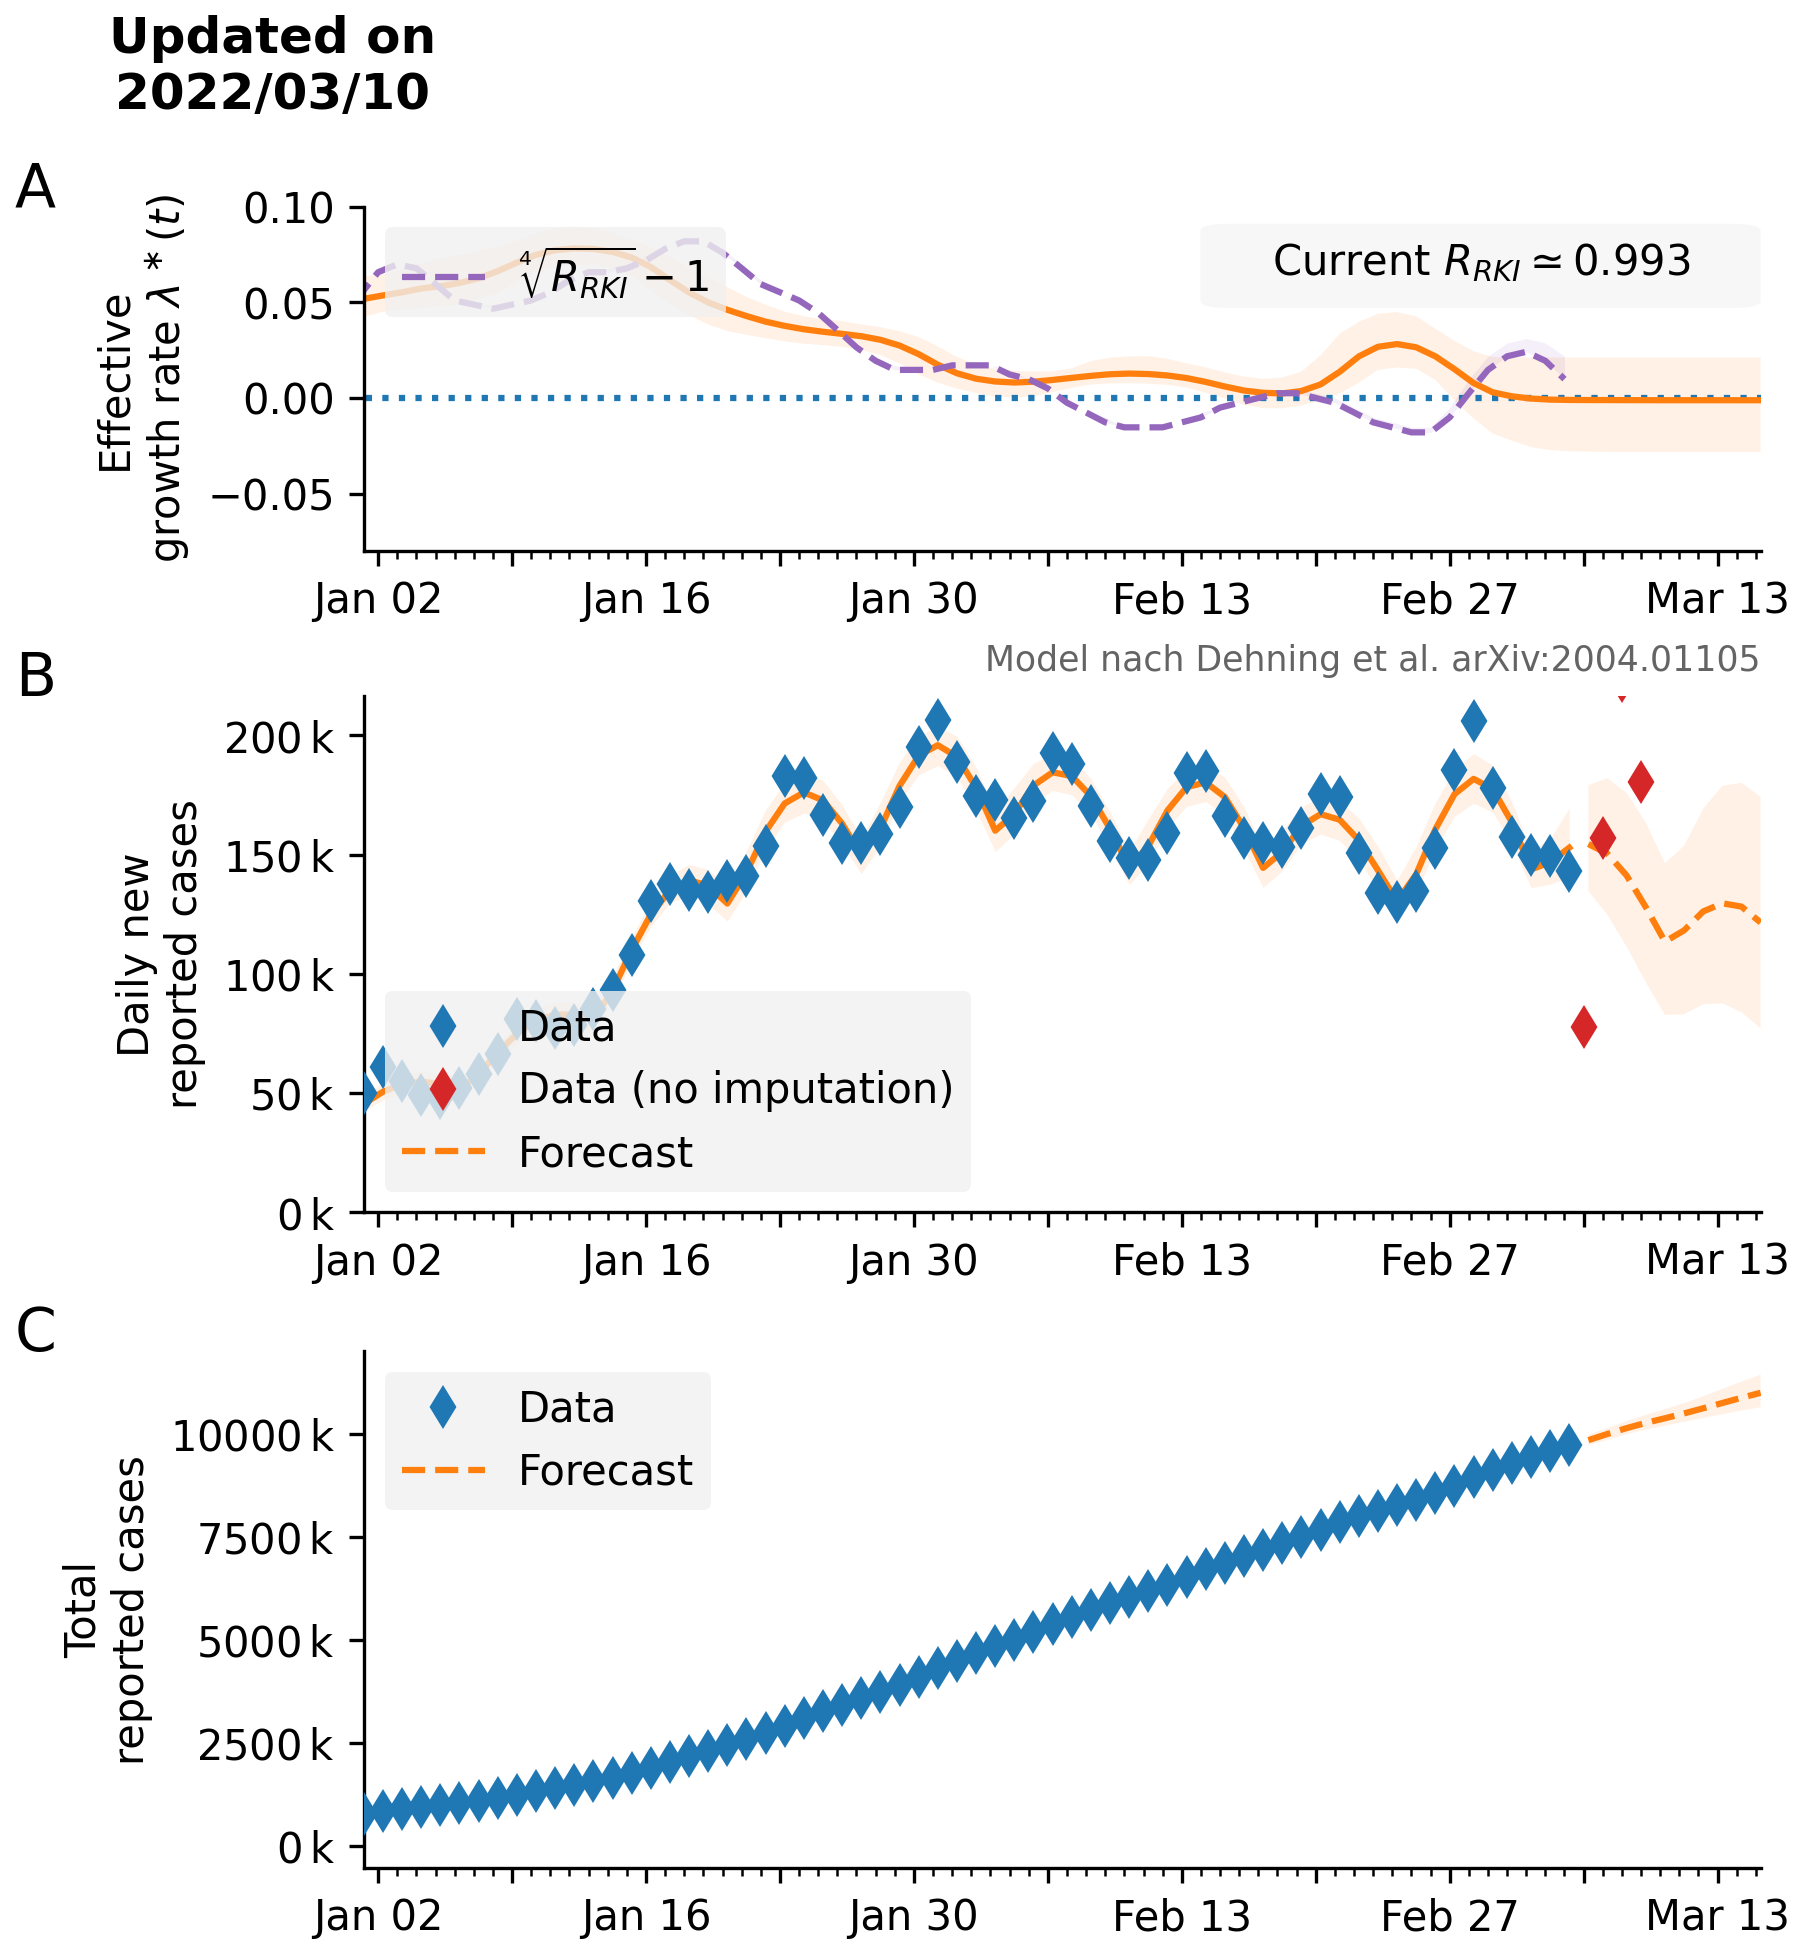 Updated on
2022/03/10
A
Effective
growth rate λ*(t)
0.10
0.05
0.00
−0.05
∜R_RKI − 1
Current R_RKI ≃ 0.993
Jan 02
Jan 16
Jan 30
Feb 13
Feb 27
Mar 13
B
Model nach Dehning et al. arXiv:2004.01105
Daily new
reported cases
200 k
150 k
100 k
50 k
0 k
Data
Data (no imputation)
Forecast
Jan 02
Jan 16
Jan 30
Feb 13
Feb 27
Mar 13
C
Total
reported cases
10000 k
7500 k
5000 k
2500 k
0 k
Data
Forecast
Jan 02
Jan 16
Jan 30
Feb 13
Feb 27
Mar 13